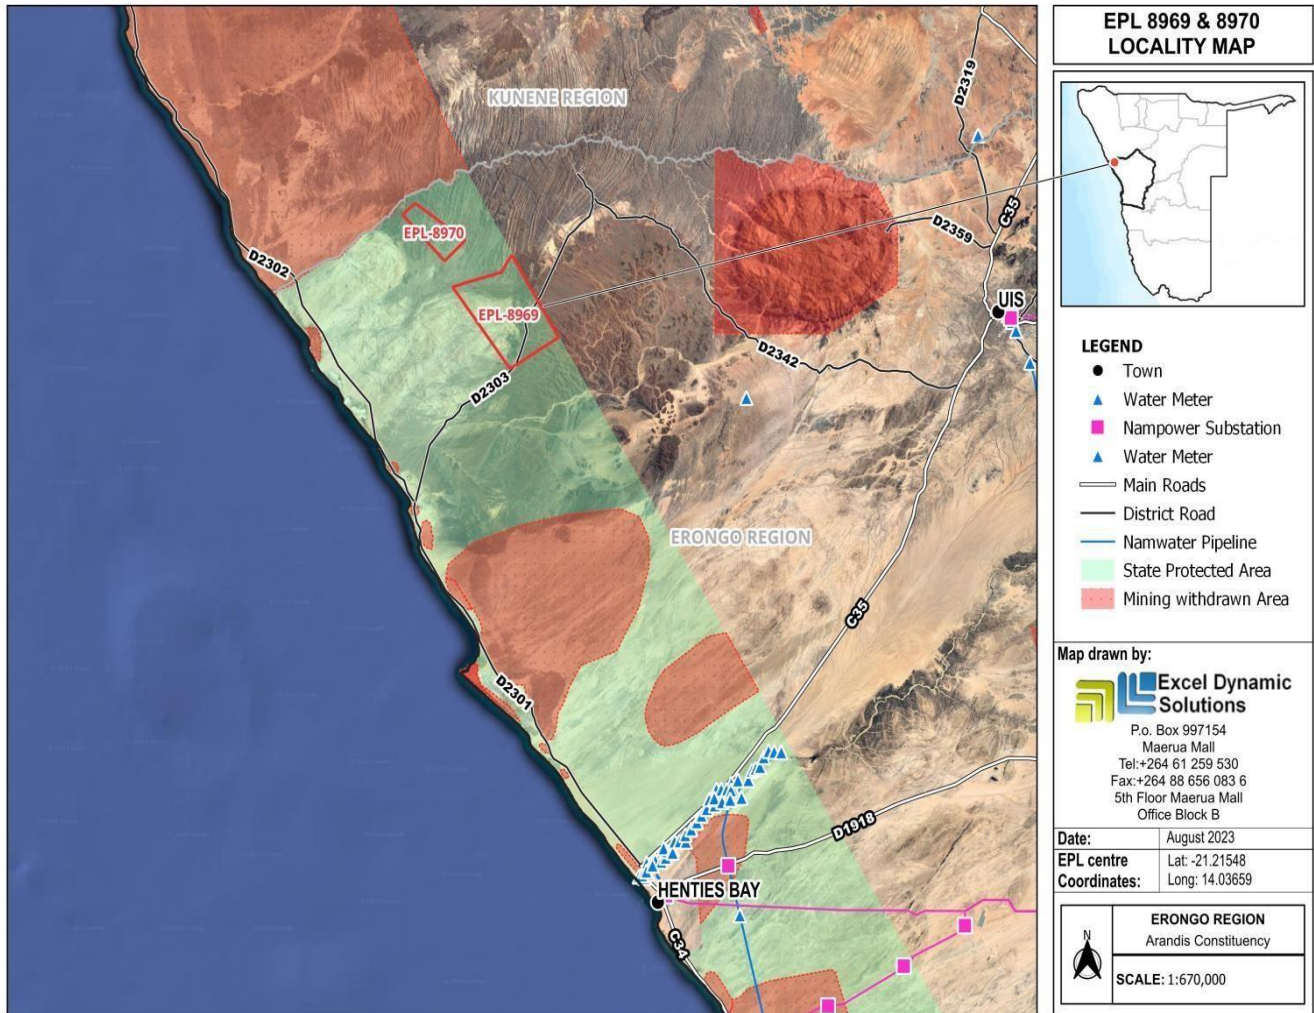 EPL 8969 & 8970
LOCALITY MAP
KUNENE REGION
D2319
C35
D2359
EPL-8970
D2302
EPL-8969
UIS
D2342
D2303
ERONGO REGION
C35
D2301
D1918
HENTIES BAY
C34
LEGEND
Town
Water Meter
Nampower Substation
Water Meter
Main Roads
District Road
Namwater Pipeline
State Protected Area
Mining withdrawn Area
Map drawn by:
Excel Dynamic
Solutions
P.o. Box 997154
Maerua Mall
Tel:+264 61 259 530
Fax:+264 88 656 083 6
5th Floor Maerua Mall
Office Block B
Date: August 2023
EPL centre Lat: -21.21548
Coordinates: Long: 14.03659
N
ERONGO REGION
Arandis Constituency
SCALE: 1:670,000